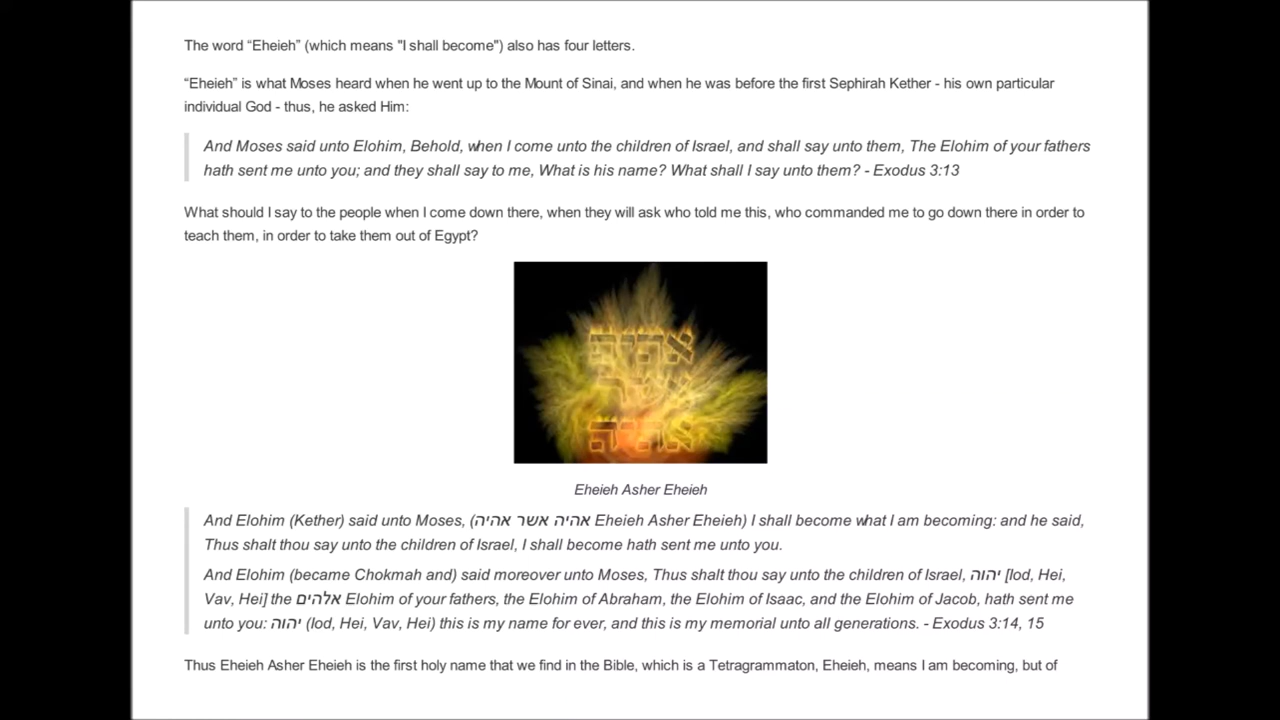 The word “Eheieh” (which means "I shall become") also has four letters.
“Eheieh” is what Moses heard when he went up to the Mount of Sinai, and when he was before the first Sephirah Kether - his own particular
individual God - thus, he asked Him:
And Moses said unto Elohim, Behold, when I come unto the children of Israel, and shall say unto them, The Elohim of your fathers
hath sent me unto you; and they shall say to me, What is his name? What shall I say unto them? - Exodus 3:13
What should I say to the people when I come down there, when they will ask who told me this, who commanded me to go down there in order to
teach them, in order to take them out of Egypt?
אהיה
אשר
אהיה
Eheieh Asher Eheieh
And Elohim (Kether) said unto Moses, (אהיה אשר אהיה Eheieh Asher Eheieh) I shall become what I am becoming: and he said,
Thus shalt thou say unto the children of Israel, I shall become hath sent me unto you.
And Elohim (became Chokmah and) said moreover unto Moses, Thus shalt thou say unto the children of Israel, יהוה [Iod, Hei,
Vav, Hei] the אלהים Elohim of your fathers, the Elohim of Abraham, the Elohim of Isaac, and the Elohim of Jacob, hath sent me
unto you: יהוה (Iod, Hei, Vav, Hei) this is my name for ever, and this is my memorial unto all generations. - Exodus 3:14, 15
Thus Eheieh Asher Eheieh is the first holy name that we find in the Bible, which is a Tetragrammaton, Eheieh, means I am becoming, but of